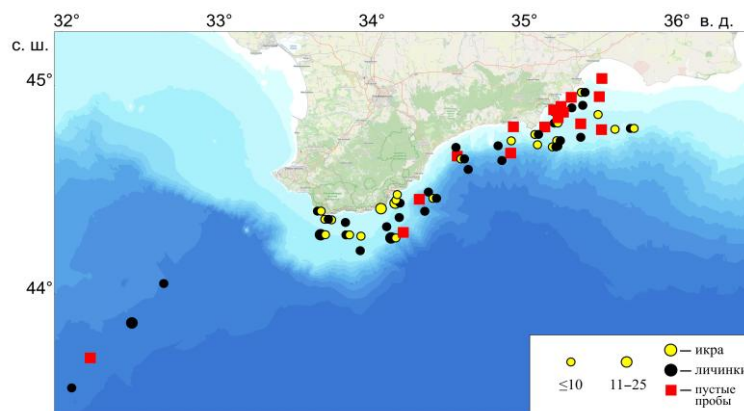 32° 33° 34° 35° 36° в. д.
с. ш.
45°
44°
≤10 11–25
— икра
— личинки
— пустые
пробы